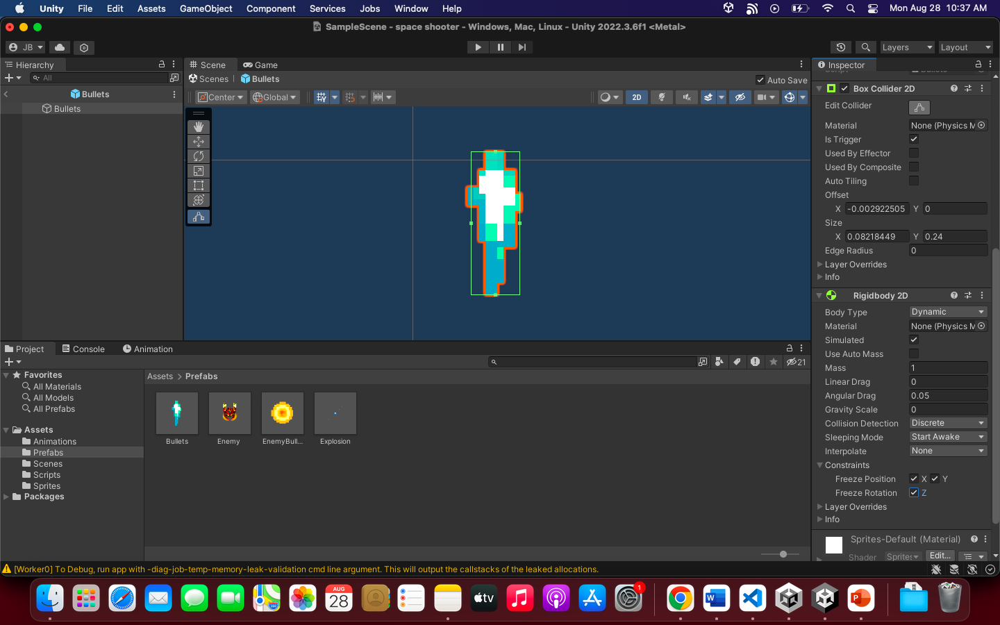 Unity File Edit Assets GameObject Component Services Jobs Window Help Mon Aug 28 10:37 AM
SampleScene - space shooter - Windows, Mac, Linux - Unity 2022.3.6f1 <Metal>
JB Layers Layout
Hierarchy
All
Bullets
Bullets
Scene Game
Scenes Bullets Auto Save
Center Global 2D
Inspector
Box Collider 2D
Edit Collider
Material None (Physics M
Is Trigger
Used By Effector
Used By Composite
Auto Tiling
Offset
X -0.002922505 Y 0
Size
X 0.08218449 Y 0.24
Edge Radius 0
Layer Overrides
Info
Rigidbody 2D
Body Type Dynamic
Material None (Physics M
Simulated
Use Auto Mass
Mass 1
Linear Drag 0
Angular Drag 0.05
Gravity Scale 0
Collision Detection Discrete
Sleeping Mode Start Awake
Interpolate None
Constraints
Freeze Position X Y
Freeze Rotation Z
Layer Overrides
Info
Sprites-Default (Material)
Shader Sprites Edit...
Project Console Animation
21
Favorites
All Materials
All Models
All Prefabs
Assets
Animations
Prefabs
Scenes
Scripts
Sprites
Packages
Assets > Prefabs
Bullets Enemy EnemyBull... Explosion
[Worker0] To Debug, run app with -diag-job-temp-memory-leak-validation cmd line argument. This will output the callstacks of the leaked allocations.
AUG
28
tv
1
W
P